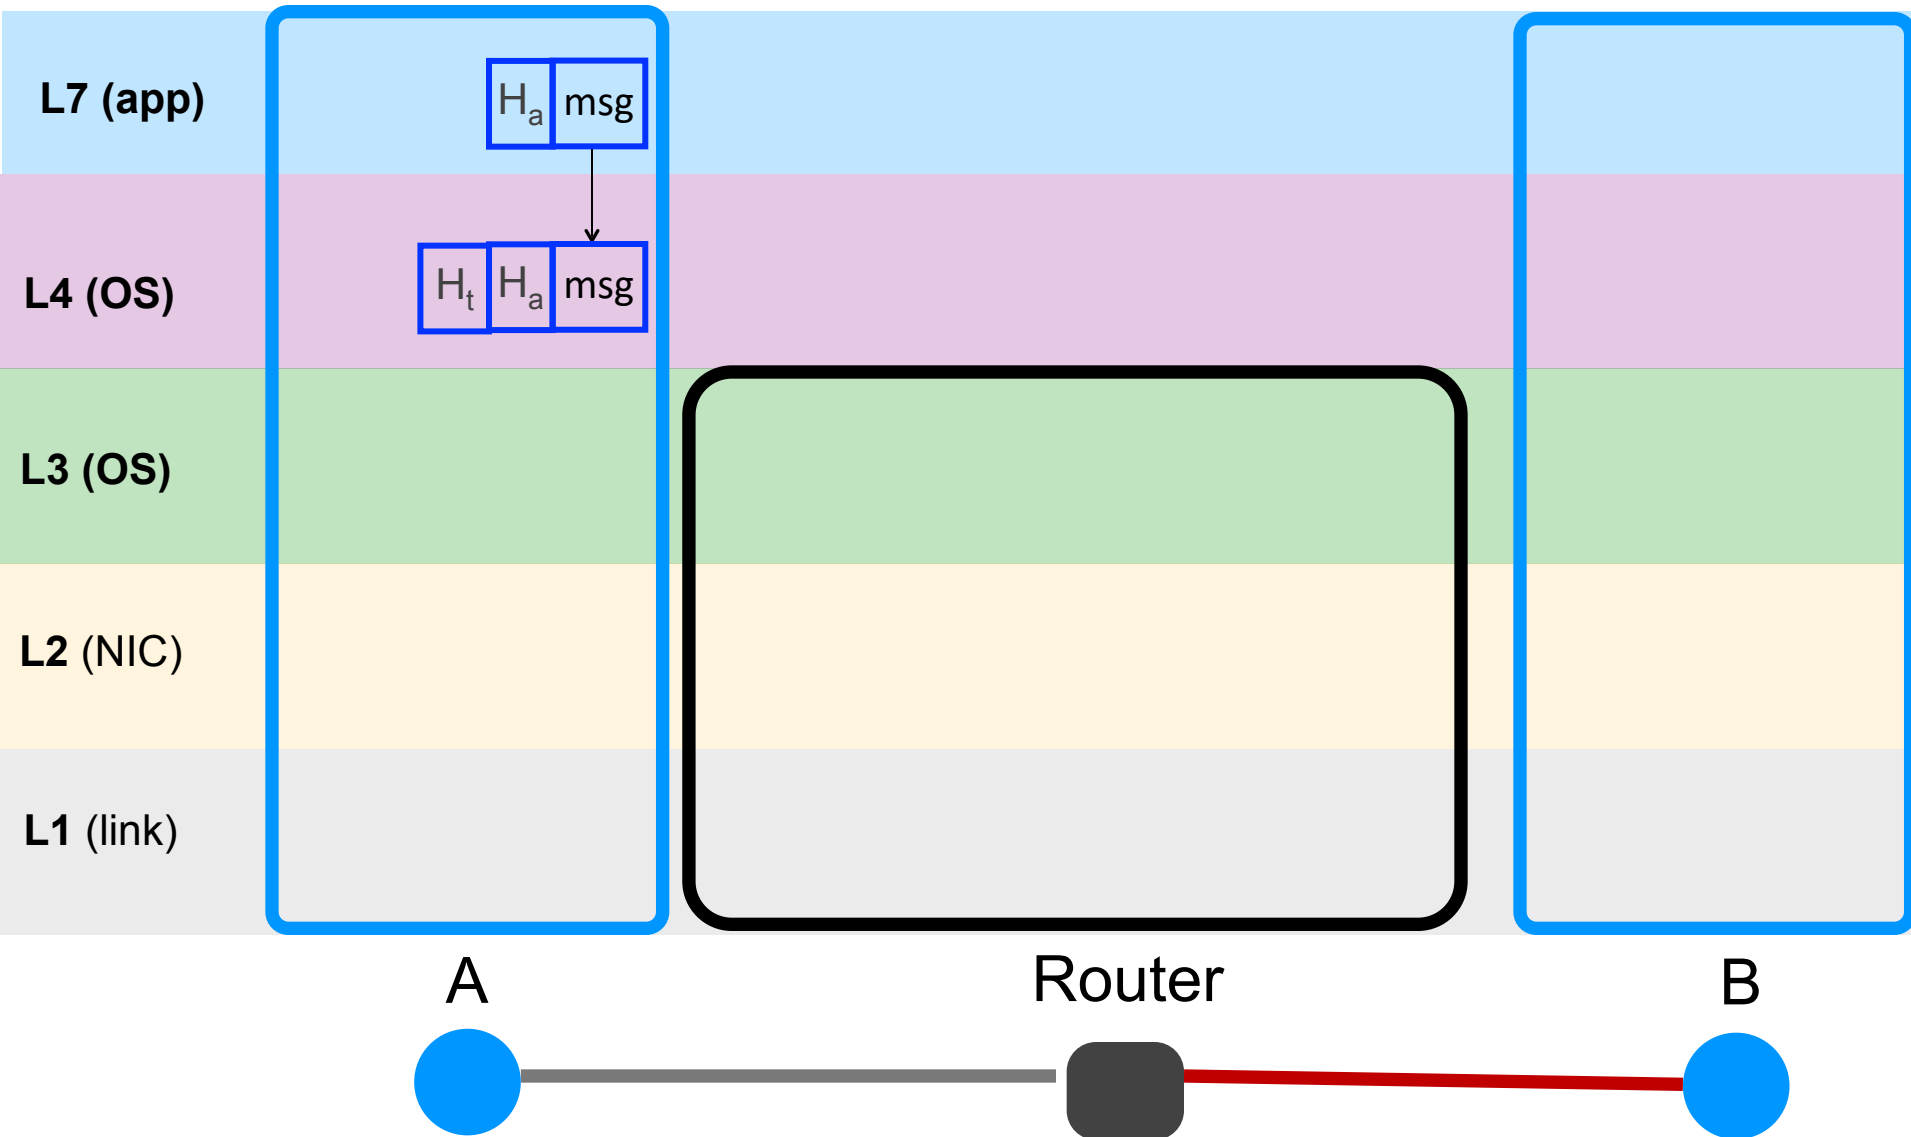 L7 (app)
Ha msg
L4 (OS)
Ht Ha msg
L3 (OS)
L2 (NIC)
L1 (link)
A Router B